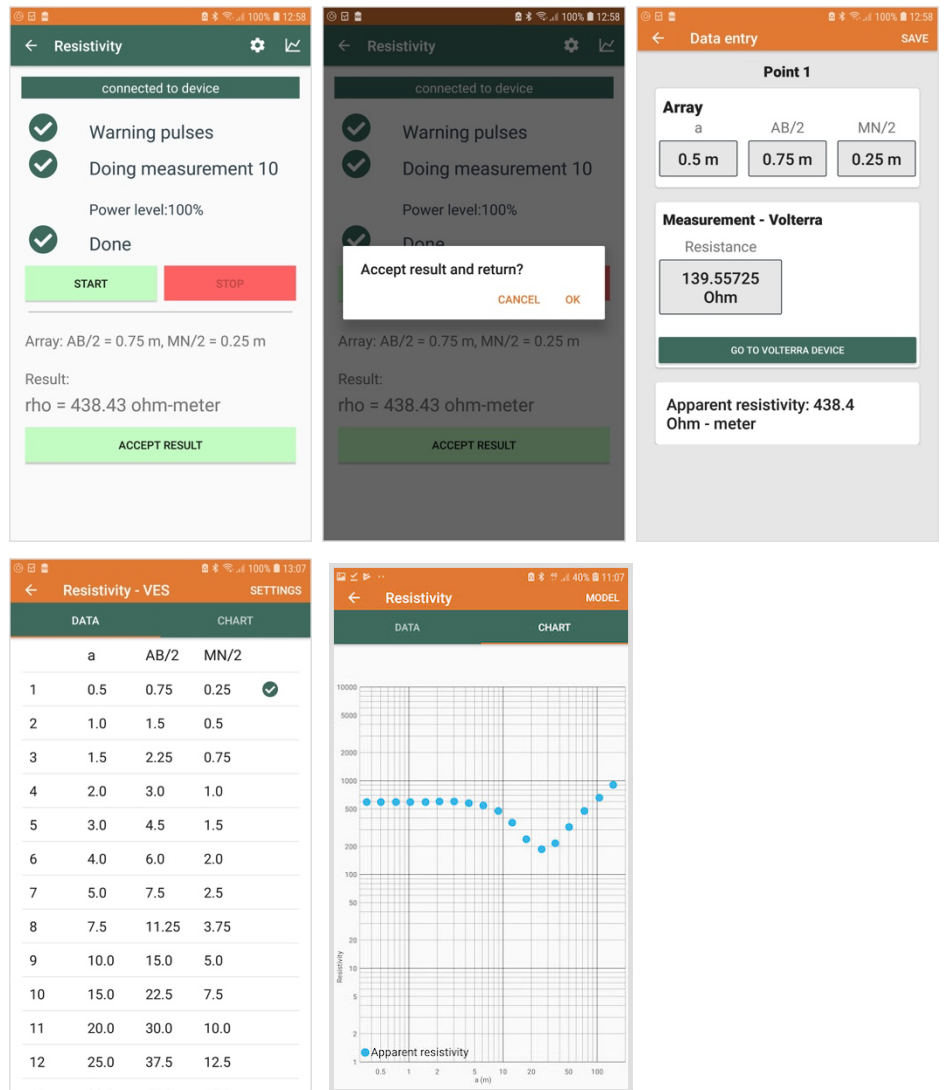 100% 12:58
Resistivity
connected to device
Warning pulses
Doing measurement 10
Power level:100%
Done
START STOP
Array: AB/2 = 0.75 m, MN/2 = 0.25 m
Result:
rho = 438.43 ohm-meter
ACCEPT RESULT
100% 12:58
Resistivity
connected to device
Warning pulses
Doing measurement 10
Power level:100%
Done
Accept result and return?
CANCEL OK
Array: AB/2 = 0.75 m, MN/2 = 0.25 m
Result:
rho = 438.43 ohm-meter
ACCEPT RESULT
100% 12:58
Data entry SAVE
Point 1
Array
a AB/2 MN/2
0.5 m 0.75 m 0.25 m
Measurement - Volterra
Resistance
139.55725
Ohm
GO TO VOLTERRA DEVICE
Apparent resistivity: 438.4
Ohm - meter
100% 13:07
Resistivity - VES SETTINGS
DATA CHART
a AB/2 MN/2
1 0.5 0.75 0.25
2 1.0 1.5 0.5
3 1.5 2.25 0.75
4 2.0 3.0 1.0
5 3.0 4.5 1.5
6 4.0 6.0 2.0
7 5.0 7.5 2.5
8 7.5 11.25 3.75
9 10.0 15.0 5.0
10 15.0 22.5 7.5
11 20.0 30.0 10.0
12 25.0 37.5 12.5
40% 11:07
Resistivity MODEL
DATA CHART
10000
5000
2000
1000
500
200
100
50
20
10
5
2
1
Resistivity
Apparent resistivity
0.5 1 2 5 10 20 50 100
a (m)